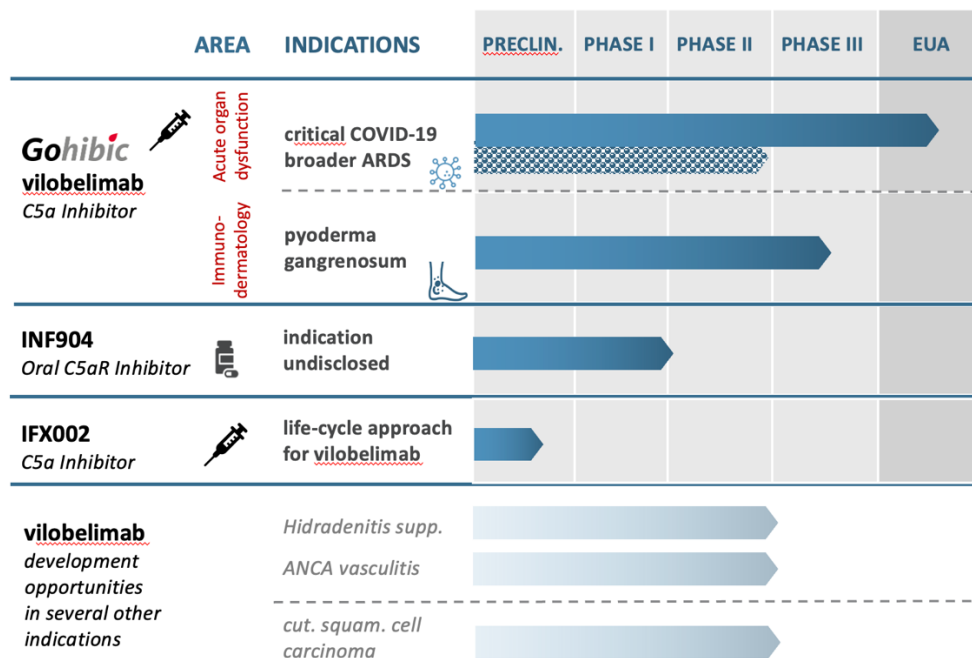 AREA INDICATIONS PRECLIN. PHASE I PHASE II PHASE III EUA
Gohibic
vilobelimab
C5a Inhibitor
Acute organ
dysfunction
critical COVID-19
broader ARDS
Immuno-
dermatology
pyoderma
gangrenosum
INF904
Oral C5aR Inhibitor
indication
undisclosed
IFX002
C5a Inhibitor
life-cycle approach
for vilobelimab
vilobelimab
development
opportunities
in several other
indications
Hidradenitis supp.
ANCA vasculitis
cut. squam. cell
carcinoma